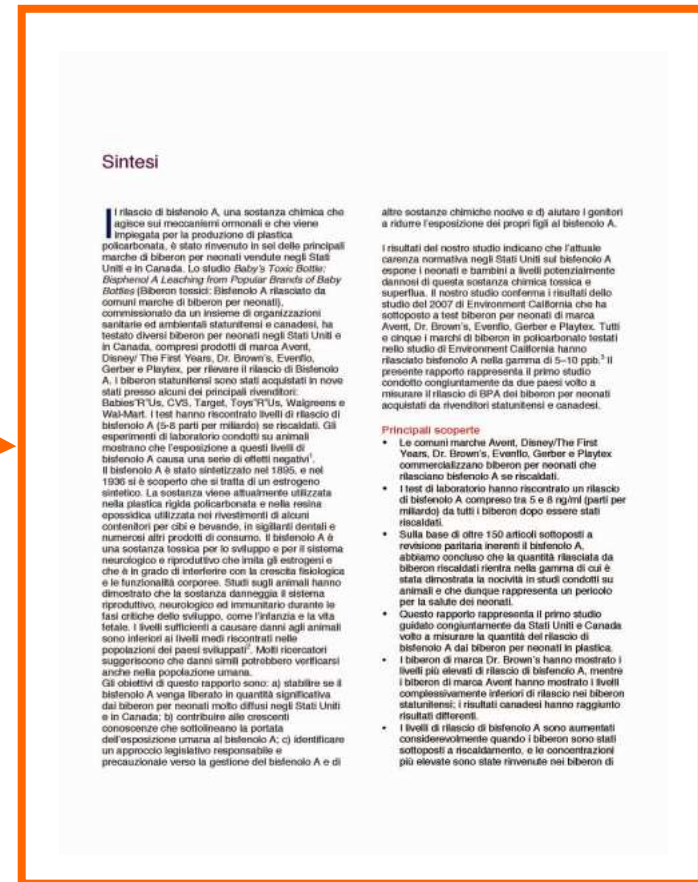 Sintesi
Il rilascio di bisfenolo A, una sostanza chimica che
agisce sui meccanismi ormonali e che viene
impiegata per la produzione di plastica
policarbonata, è stato rinvenuto in sei delle principali
marche di biberon per neonati vendute negli Stati
Uniti e in Canada. Lo studio Baby's Toxic Bottle:
Bisphenol A Leaching from Popular Brands of Baby
Bottles (Biberon tossici: Bisfenolo A rilasciato da
comuni marche di biberon per neonati),
commissionato da un insieme di organizzazioni
sanitarie ed ambientali statunitensi e canadesi, ha
testato diversi biberon per neonati negli Stati Uniti e
in Canada, compresi prodotti di marca Avent,
Disney/ The First Years, Dr. Brown's, Evenflo,
Gerber e Playtex, per rilevare il rilascio di Bisfenolo
A. I biberon statunitensi sono stati acquistati in nove
stati presso alcuni dei principali rivenditori:
Babies"R"Us, CVS, Target, Toys"R"Us, Walgreens e
Wal-Mart. I test hanno riscontrato livelli di rilascio di
bisfenolo A (5-8 parti per miliardo) se riscaldati. Gli
esperimenti di laboratorio condotti su animali
mostrano che l'esposizione a questi livelli di
bisfenolo A causa una serie di effetti negativi¹.
Il bisfenolo A è stato sintetizzato nel 1895, e nel
1936 si è scoperto che si tratta di un estrogeno
sintetico. La sostanza viene attualmente utilizzata
nella plastica rigida policarbonata e nella resina
epossidica utilizzata nei rivestimenti di alcuni
contenitori per cibi e bevande, in sigillanti dentali e
numerosi altri prodotti di consumo. Il bisfenolo A è
una sostanza tossica per lo sviluppo e per il sistema
neurologico e riproduttivo che imita gli estrogeni e
che è in grado di interferire con la crescita fisiologica
e le funzionalità corporee. Studi sugli animali hanno
dimostrato che la sostanza danneggia il sistema
riproduttivo, neurologico ed immunitario durante le
fasi critiche dello sviluppo, come l'infanzia e la vita
fetale. I livelli sufficienti a causare danni agli animali
sono inferiori ai livelli medi riscontrati nelle
popolazioni dei paesi sviluppati². Molti ricercatori
suggeriscono che danni simili potrebbero verificarsi
anche nella popolazione umana.
Gli obiettivi di questo rapporto sono: a) stabilire se il
bisfenolo A venga liberato in quantità significativa
dai biberon per neonati molto diffusi negli Stati Uniti
e in Canada; b) contribuire alle crescenti
conoscenze che sottolineano la portata
dell'esposizione umana al bisfenolo A; c) identificare
un approccio legislativo responsabile e
precauzionale verso la gestione del bisfenolo A e di
altre sostanze chimiche nocive e d) aiutare i genitori
a ridurre l'esposizione dei propri figli al bisfenolo A.
I risultati del nostro studio indicano che l'attuale
carenza normativa negli Stati Uniti sul bisfenolo A
espone i neonati e bambini a livelli potenzialmente
dannosi di questa sostanza chimica tossica e
superflua. Il nostro studio conferma i risultati dello
studio del 2007 di Environment California che ha
sottoposto a test biberon per neonati di marca
Avent, Dr. Brown's, Evenflo, Gerber e Playtex. Tutti
e cinque i marchi di biberon in policarbonato testati
nello studio di Environment California hanno
rilasciato bisfenolo A nella gamma di 5–10 ppb.³ Il
presente rapporto rappresenta il primo studio
condotto congiuntamente da due paesi volto a
misurare il rilascio di BPA dei biberon per neonati
acquistati da rivenditori statunitensi e canadesi.
Principali scoperte
• Le comuni marche Avent, Disney/The First
Years, Dr. Brown's, Evenflo, Gerber e Playtex
commercializzano biberon per neonati che
rilasciano bisfenolo A se riscaldati.
• I test di laboratorio hanno riscontrato un rilascio
di bisfenolo A compreso tra 5 e 8 ng/ml (parti per
miliardo) da tutti i biberon dopo essere stati
riscaldati.
• Sulla base di oltre 150 articoli sottoposti a
revisione paritaria inerenti il bisfenolo A,
abbiamo concluso che la quantità rilasciata da
biberon riscaldati rientra nella gamma di cui è
stata dimostrata la nocività in studi condotti su
animali e che dunque rappresenta un pericolo
per la salute dei neonati.
• Questo rapporto rappresenta il primo studio
guidato congiuntamente da Stati Uniti e Canada
volto a misurare la quantità del rilascio di
bisfenolo A dai biberon per neonati in plastica.
• I biberon di marca Dr. Brown's hanno mostrato i
livelli più elevati di rilascio di bisfenolo A, mentre
i biberon di marca Avent hanno mostrato i livelli
complessivamente inferiori di rilascio nei biberon
statunitensi; i risultati canadesi hanno raggiunto
risultati differenti.
• I livelli di rilascio di bisfenolo A sono aumentati
considerevolmente quando i biberon sono stati
sottoposti a riscaldamento, e le concentrazioni
più elevate sono state rinvenute nei biberon di